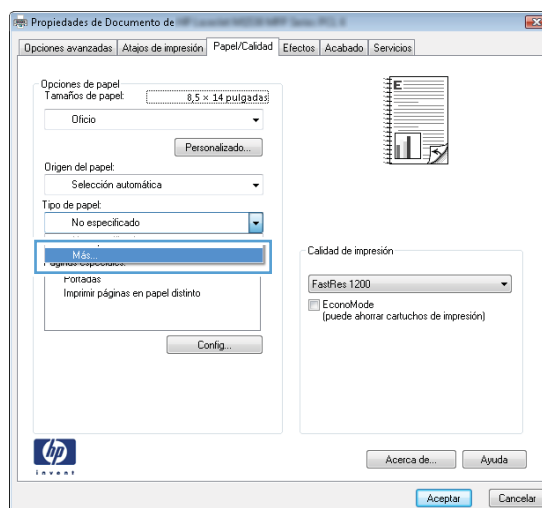 Propiedades de Documento de
Opciones avanzadas Atajos de impresión Papel/Calidad Efectos Acabado Servicios
Opciones de papel
Tamaños de papel: 8,5 × 14 pulgadas
Oficio
Personalizado...
Origen del papel:
Selección automática
Tipo de papel:
No especificado
Más...
Páginas especiales:
Portadas
Imprimir páginas en papel distinto
Config...
E
Calidad de impresión
FastRes 1200
EconoMode
(puede ahorrar cartuchos de impresión)
hp
invent
Acerca de... Ayuda
Aceptar Cancelar